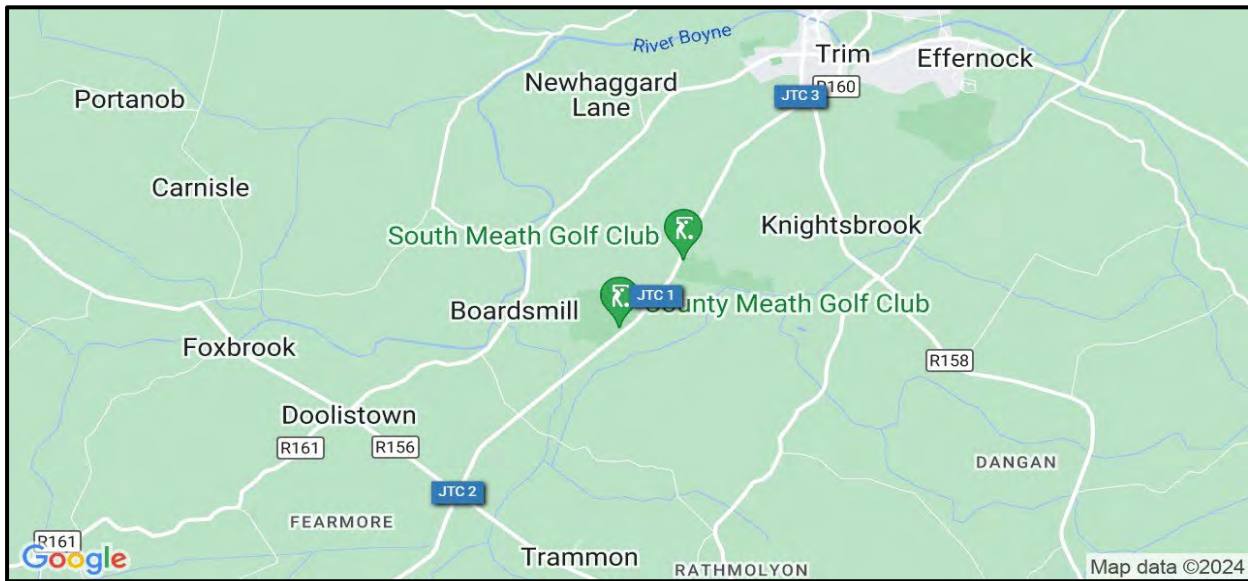 River Boyne
Trim
Effernock
Newhaggard
Lane
R160
JTC 3
Portanob
Carnisle
South Meath Golf Club
Knightsbrook
JTC 1
County Meath Golf Club
Boardsmill
Foxbrook
R158
Doolistown
R161
R156
DANGAN
JTC 2
FEARMORE
R161
Trammon
RATHMOLYON
Google
Map data ©2024